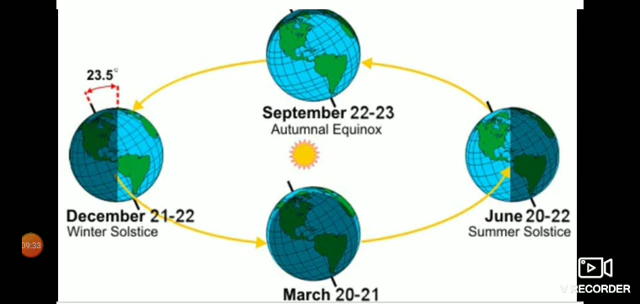 23.5°
September 22-23
Autumnal Equinox
December 21-22
Winter Solstice
June 20-22
Summer Solstice
09:33
March 20-21
V RECORDER